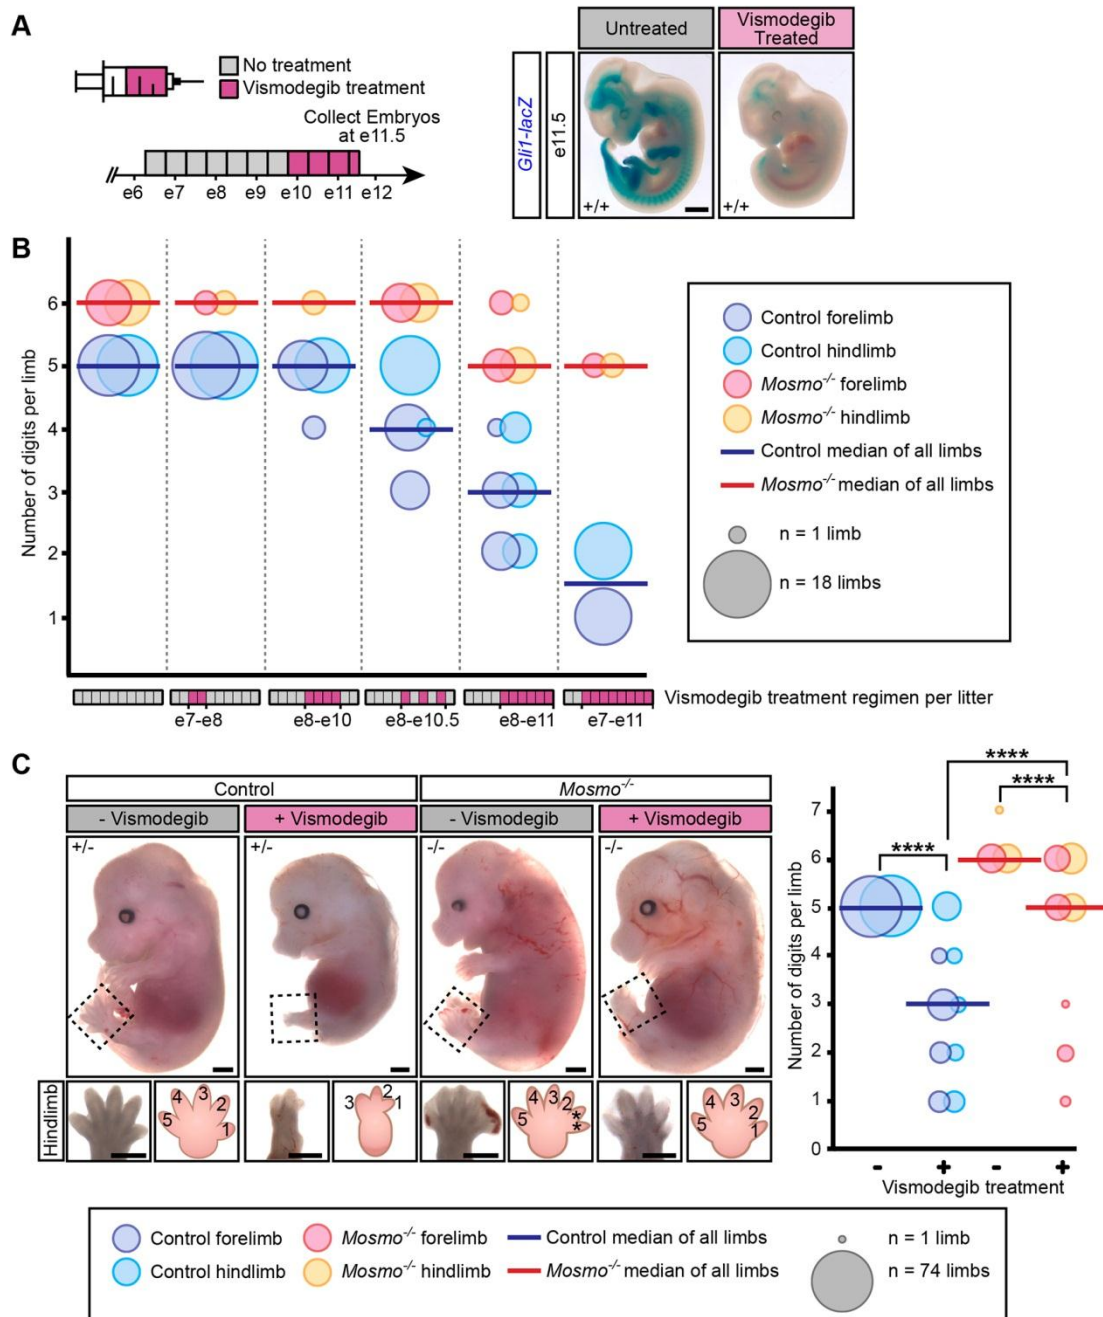 A
No treatment
Vismodegib treatment
Collect Embryos
at e11.5
e6 e7 e8 e9 e10 e11 e12
Untreated
Vismodegib
Treated
Gli1-lacZ
e11.5
+/+
+/+
B
Number of digits per limb
6
5
4
3
2
1
Control forelimb
Control hindlimb
Mosmo-/- forelimb
Mosmo-/- hindlimb
Control median of all limbs
Mosmo-/- median of all limbs
n = 1 limb
n = 18 limbs
e7-e8
e8-e10
e8-e10.5
e8-e11
e7-e11
Vismodegib treatment regimen per litter
C
Control
Mosmo-/-
- Vismodegib
+ Vismodegib
- Vismodegib
+ Vismodegib
+/-
+/-
-/-
-/-
Hindlimb
5 4 3 2 1
3 2 1
5 4 3 2 * *
5 4 3 2 1
****
****
****
Number of digits per limb
7
6
5
4
3
2
1
0
- + - +
Vismodegib treatment
Control forelimb
Mosmo-/- forelimb
Control median of all limbs
n = 1 limb
Control hindlimb
Mosmo-/- hindlimb
Mosmo-/- median of all limbs
n = 74 limbs